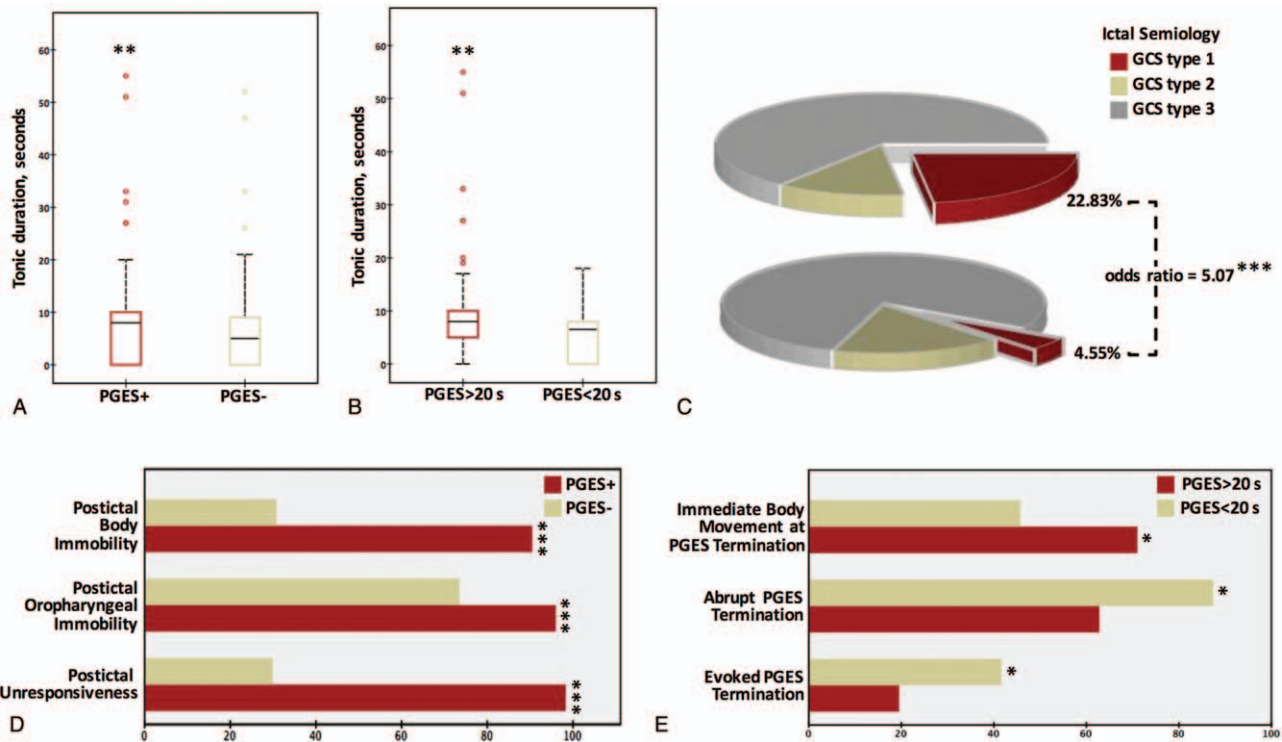 **
Tonic duration, seconds
60
50
40
30
20
10
0
PGES+
PGES-
A
**
Tonic duration, seconds
60
50
40
30
20
10
0
PGES>20 s
PGES<20 s
B
Ictal Semiology
GCS type 1
GCS type 2
GCS type 3
22.83%
odds ratio = 5.07***
4.55%
C
PGES+
PGES-
Postictal
Body
Immobility
***
Postictal
Oropharyngeal
Immobility
***
Postictal
Unresponsiveness
***
D
0
20
40
60
80
100
PGES>20 s
PGES<20 s
Immediate Body
Movement at
PGES Termination
*
Abrupt PGES
Termination
*
Evoked PGES
Termination
*
E
0
20
40
60
80
100